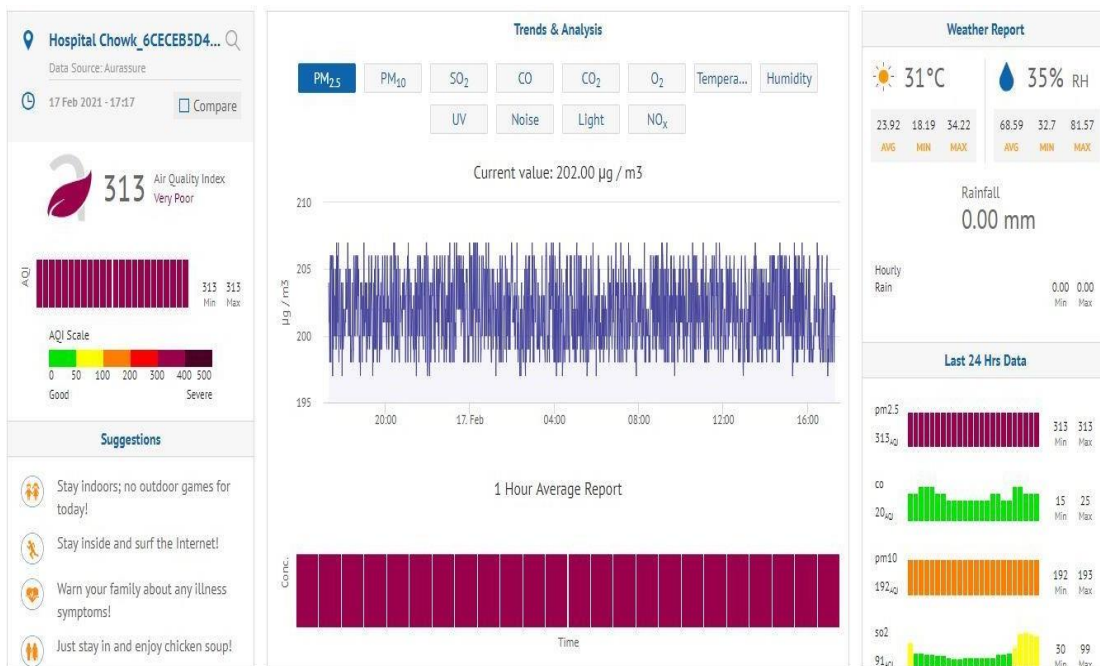 Hospital Chowk_6CECEB5D4...
Data Source: Aurassure
17 Feb 2021 - 17:17
Compare
313
Air Quality Index
Very Poor
AQI
313 313
Min Max
AQI Scale
0 50 100 200 300 400 500
Good Severe
Suggestions
Stay indoors; no outdoor games for
today!
Stay inside and surf the Internet!
Warn your family about any illness
symptoms!
Just stay in and enjoy chicken soup!
Trends & Analysis
PM2.5 PM10 SO2 CO CO2 O2 Tempera... Humidity
UV Noise Light NOX
Current value: 202.00 µg / m3
210
205
200
195
µg / m3
20:00 17. Feb 04:00 08:00 12:00 16:00
1 Hour Average Report
Conc.
Time
Weather Report
31°C
23.92 18.19 34.22
AVG MIN MAX
35% RH
68.59 32.7 81.57
AVG MIN MAX
Rainfall
0.00 mm
Hourly
Rain
0.00 0.00
Min Max
Last 24 Hrs Data
pm2.5
313AQI
313 313
Min Max
co
20AQI
15 25
Min Max
pm10
192AQI
192 193
Min Max
so2
91AQI
30 99
Min Max